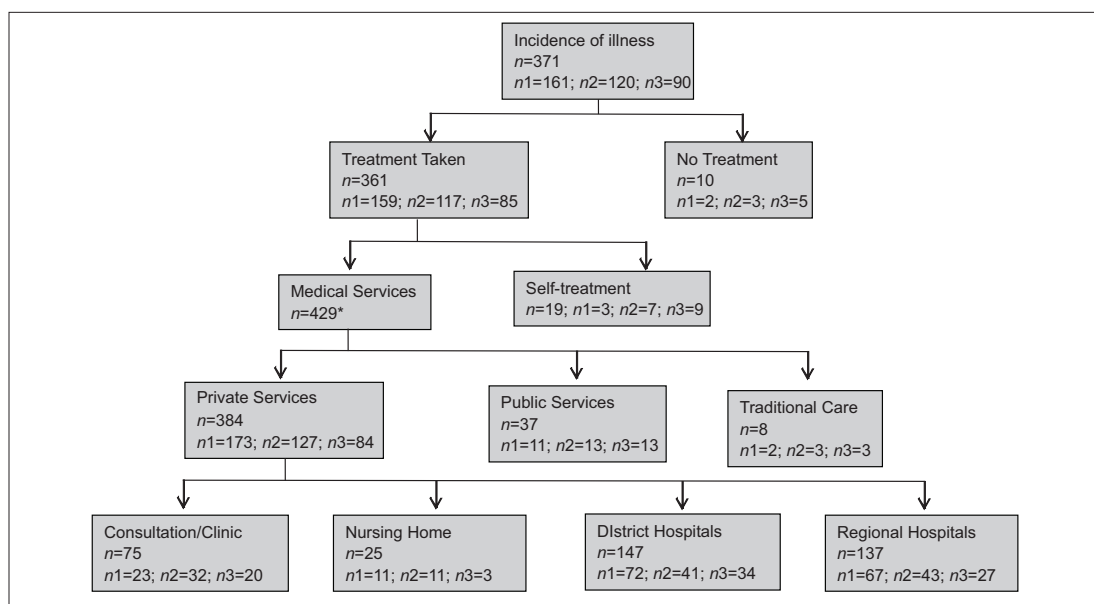 Incidence of illness
n=371
n1=161; n2=120; n3=90
Treatment Taken
n=361
n1=159; n2=117; n3=85
No Treatment
n=10
n1=2; n2=3; n3=5
Medical Services
n=429*
Self-treatment
n=19; n1=3; n2=7; n3=9
Private Services
n=384
n1=173; n2=127; n3=84
Public Services
n=37
n1=11; n2=13; n3=13
Traditional Care
n=8
n1=2; n2=3; n3=3
Consultation/Clinic
n=75
n1=23; n2=32; n3=20
Nursing Home
n=25
n1=11; n2=11; n3=3
DIstrict Hospitals
n=147
n1=72; n2=41; n3=34
Regional Hospitals
n=137
n1=67; n2=43; n3=27